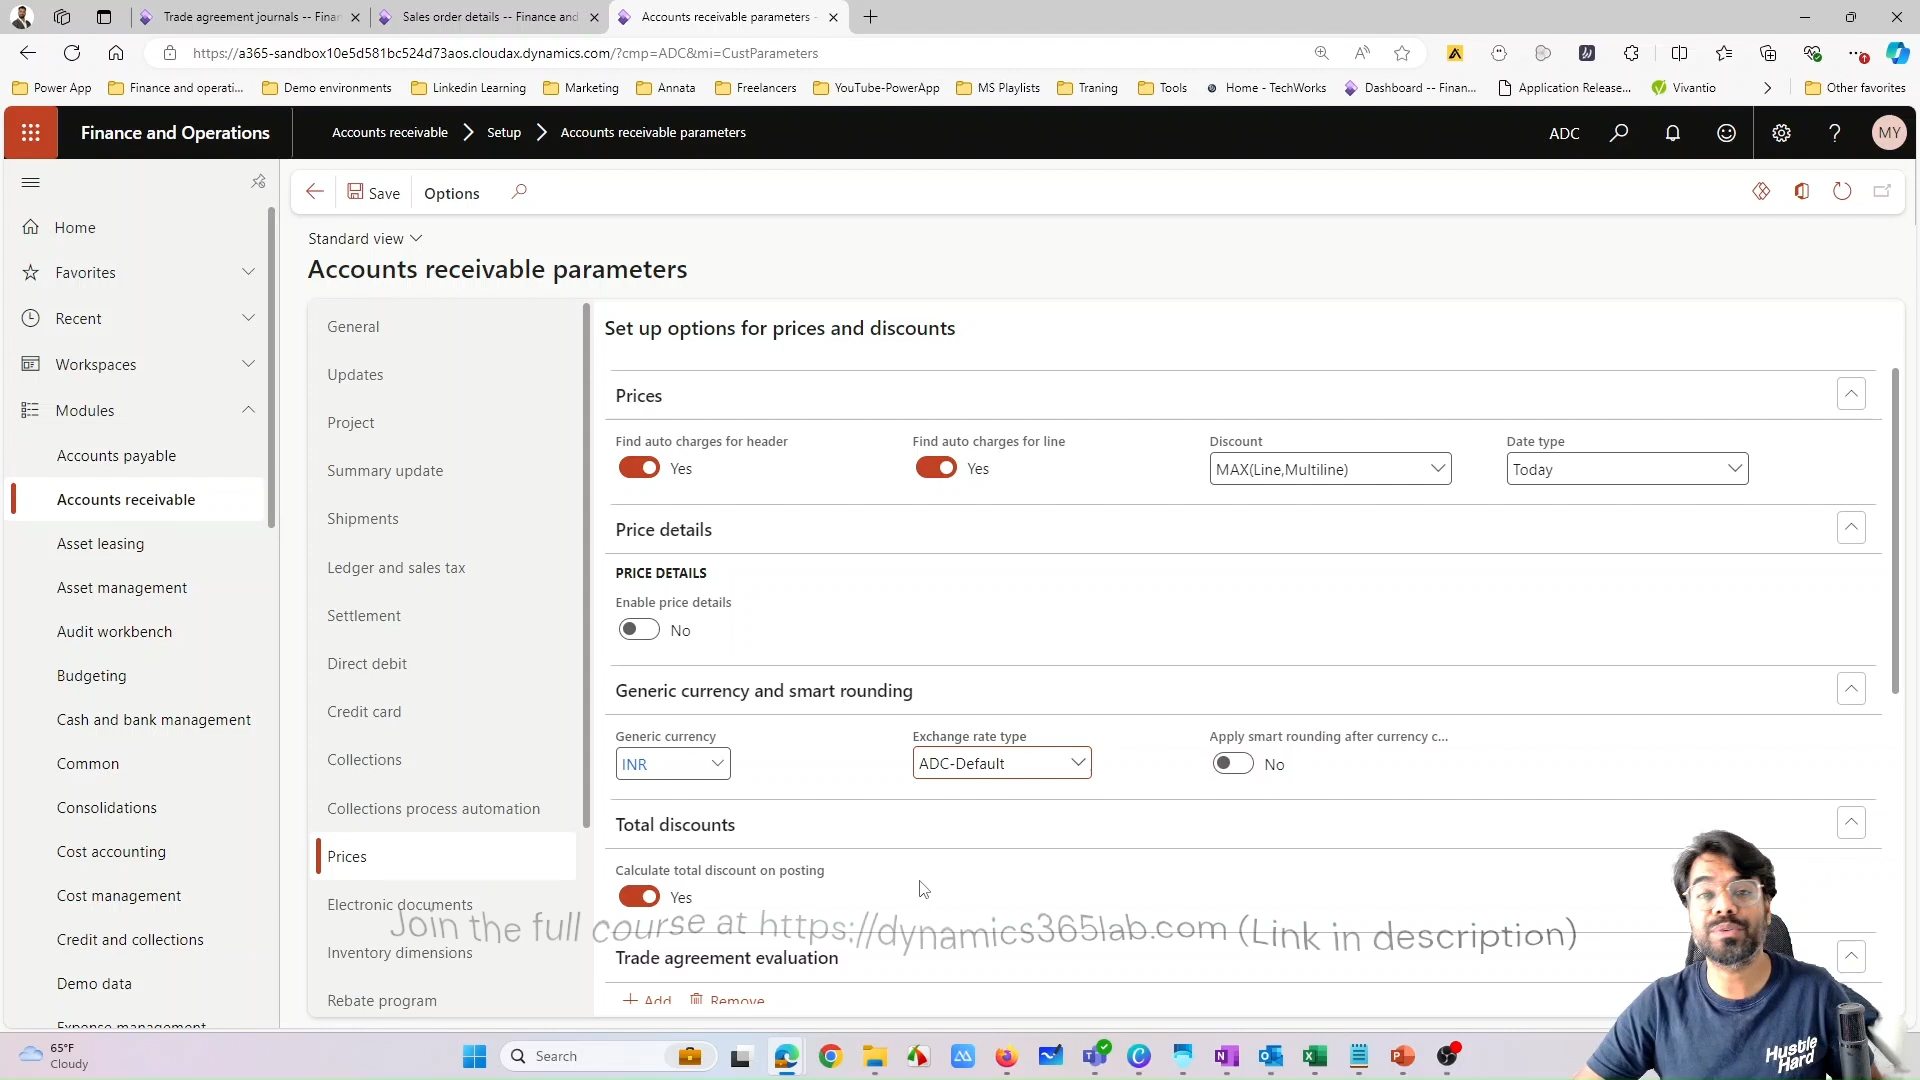 Trade agreement journals -- Finan
Sales order details -- Finance and
Accounts receivable parameters -
https://a365-sandbox10e5d581bc524d73aos.cloudax.dynamics.com/?cmp=ADC&mi=CustParameters
Power App
Finance and operati...
Demo environments
Linkedin Learning
Marketing
Annata
Freelancers
YouTube-PowerApp
MS Playlists
Traning
Tools
Home - TechWorks
Dashboard -- Finan...
Application Release...
Vivantio
Other favorites
Finance and Operations
Accounts receivable
Setup
Accounts receivable parameters
ADC
MY
Save
Options
Standard view
Accounts receivable parameters
Home
Favorites
Recent
Workspaces
Modules
Accounts payable
Accounts receivable
Asset leasing
Asset management
Audit workbench
Budgeting
Cash and bank management
Common
Consolidations
Cost accounting
Cost management
Credit and collections
Demo data
Expense management
General
Updates
Project
Summary update
Shipments
Ledger and sales tax
Settlement
Direct debit
Credit card
Collections
Collections process automation
Prices
Electronic documents
Inventory dimensions
Rebate program
Set up options for prices and discounts
Prices
Find auto charges for header
Yes
Find auto charges for line
Yes
Discount
MAX(Line,Multiline)
Date type
Today
Price details
PRICE DETAILS
Enable price details
No
Generic currency and smart rounding
Generic currency
INR
Exchange rate type
ADC-Default
Apply smart rounding after currency c...
No
Total discounts
Calculate total discount on posting
Yes
Join the full course at https://dynamics365lab.com (Link in description)
Trade agreement evaluation
Add
Remove
Hustle
Hard
65°F
Cloudy
Search